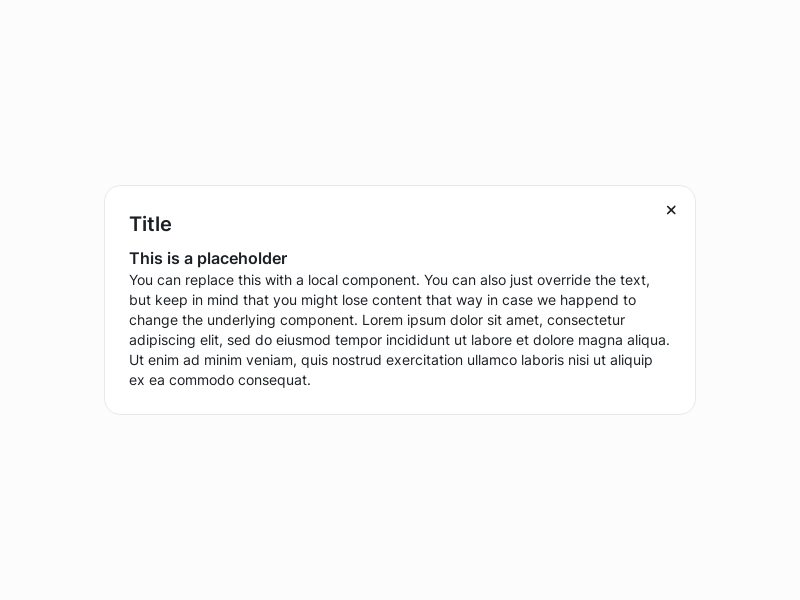 Title
This is a placeholder
You can replace this with a local component. You can also just override the text,
but keep in mind that you might lose content that way in case we happend to
change the underlying component. Lorem ipsum dolor sit amet, consectetur
adipiscing elit, sed do eiusmod tempor incididunt ut labore et dolore magna aliqua.
Ut enim ad minim veniam, quis nostrud exercitation ullamco laboris nisi ut aliquip
ex ea commodo consequat.